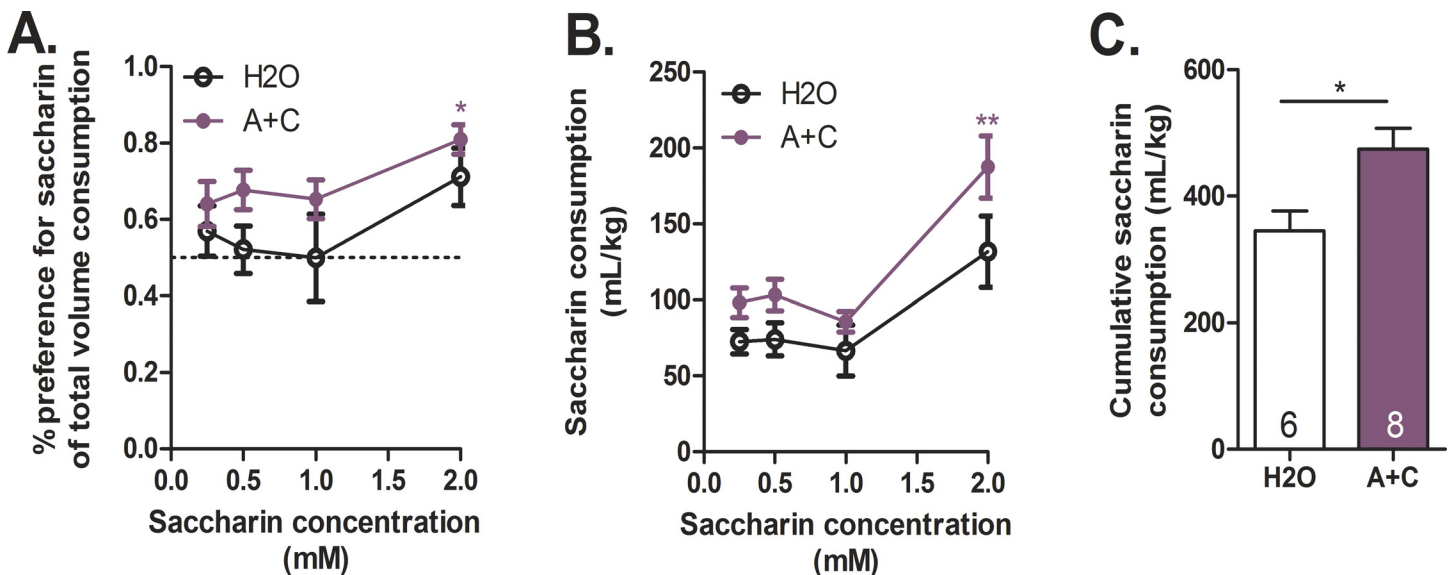 A.
%preference for saccharin
of total volume consumption
1.0
0.8
0.6
0.4
0.2
0.0
H2O
A+C
*
0.0 0.5 1.0 1.5 2.0
Saccharin concentration
(mM)
B.
Saccharin consumption
(mL/kg)
250
200
150
100
50
0
H2O
A+C
**
0.0 0.5 1.0 1.5 2.0
Saccharin concentration
(mM)
C.
Cumulative saccharin
consumption (mL/kg)
600
400
200
0
*
6 8
H2O A+C